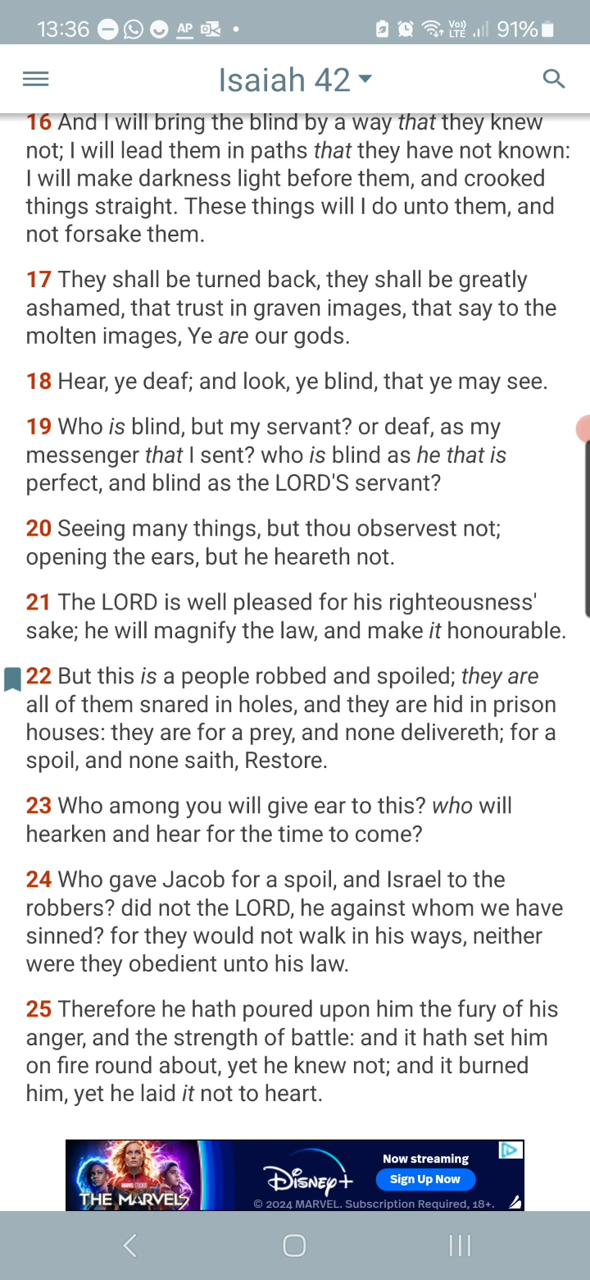 13:36 AP Vo)) LTE 91%
Isaiah 42
16 And I will bring the blind by a way that they knew
not; I will lead them in paths that they have not known:
I will make darkness light before them, and crooked
things straight. These things will I do unto them, and
not forsake them.
17 They shall be turned back, they shall be greatly
ashamed, that trust in graven images, that say to the
molten images, Ye are our gods.
18 Hear, ye deaf; and look, ye blind, that ye may see.
19 Who is blind, but my servant? or deaf, as my
messenger that I sent? who is blind as he that is
perfect, and blind as the LORD'S servant?
20 Seeing many things, but thou observest not;
opening the ears, but he heareth not.
21 The LORD is well pleased for his righteousness'
sake; he will magnify the law, and make it honourable.
22 But this is a people robbed and spoiled; they are
all of them snared in holes, and they are hid in prison
houses: they are for a prey, and none delivereth; for a
spoil, and none saith, Restore.
23 Who among you will give ear to this? who will
hearken and hear for the time to come?
24 Who gave Jacob for a spoil, and Israel to the
robbers? did not the LORD, he against whom we have
sinned? for they would not walk in his ways, neither
were they obedient unto his law.
25 Therefore he hath poured upon him the fury of his
anger, and the strength of battle: and it hath set him
on fire round about, yet he knew not; and it burned
him, yet he laid it not to heart.
MARVEL STUDIOS
THE MARVELS
Disney+
Now streaming
Sign Up Now
© 2024 MARVEL. Subscription Required, 18+.